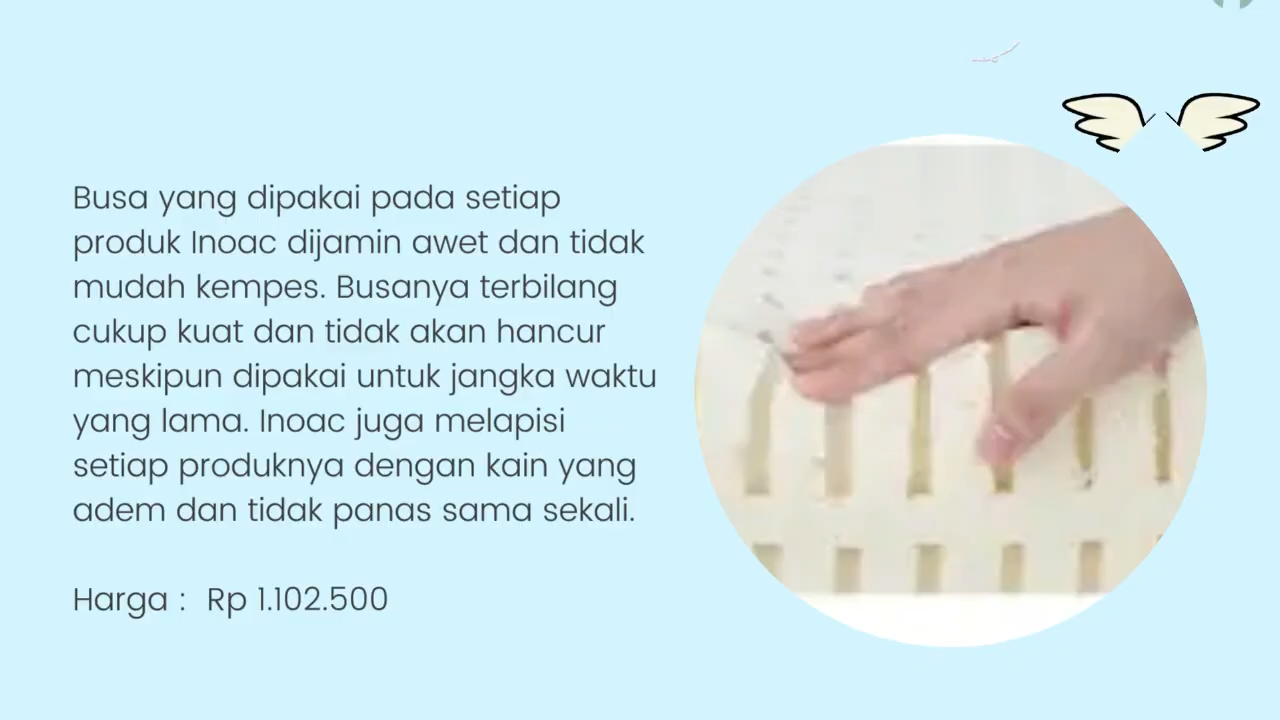 Busa yang dipakai pada setiap
produk Inoac dijamin awet dan tidak
mudah kempes. Busanya terbilang
cukup kuat dan tidak akan hancur
meskipun dipakai untuk jangka waktu
yang lama. Inoac juga melapisi
setiap produknya dengan kain yang
adem dan tidak panas sama sekali.
Harga :  Rp 1.102.500